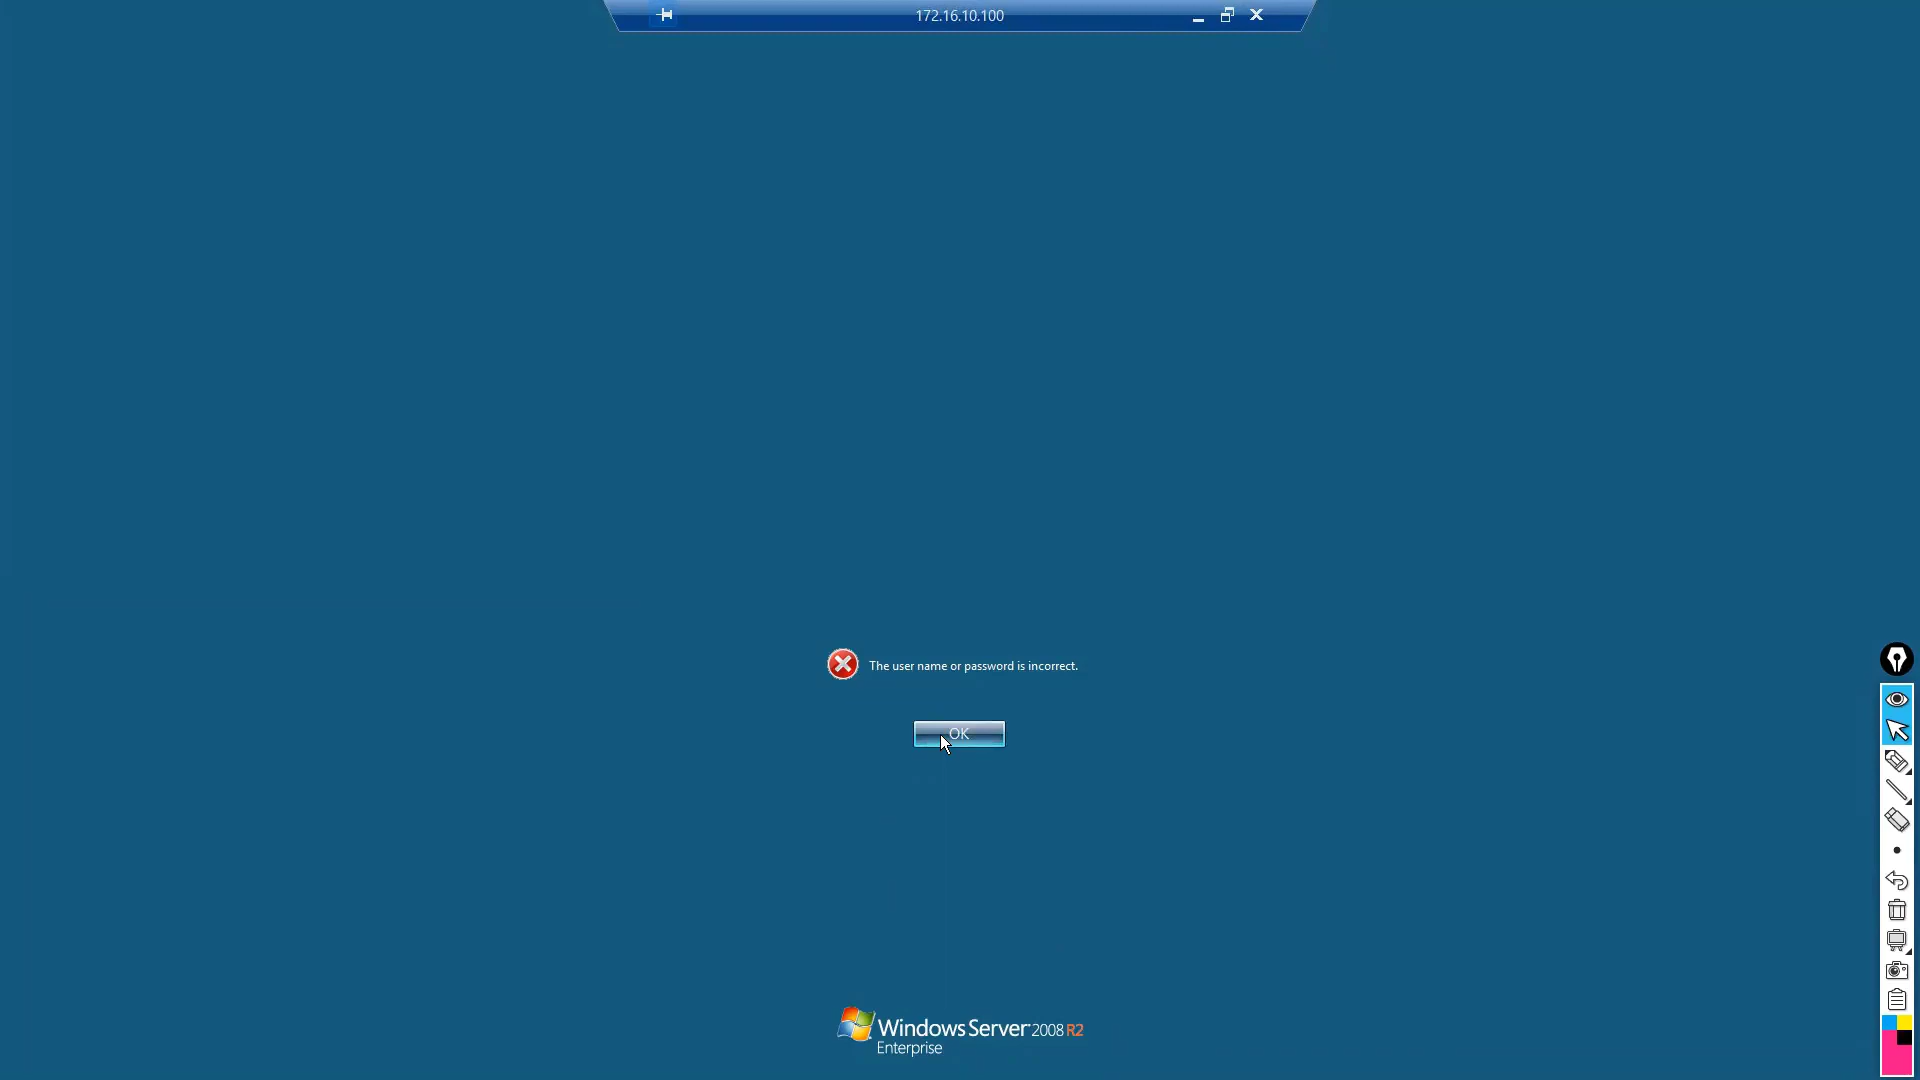 172.16.10.100
The user name or password is incorrect.
OK
Windows Server 2008 R2
Enterprise